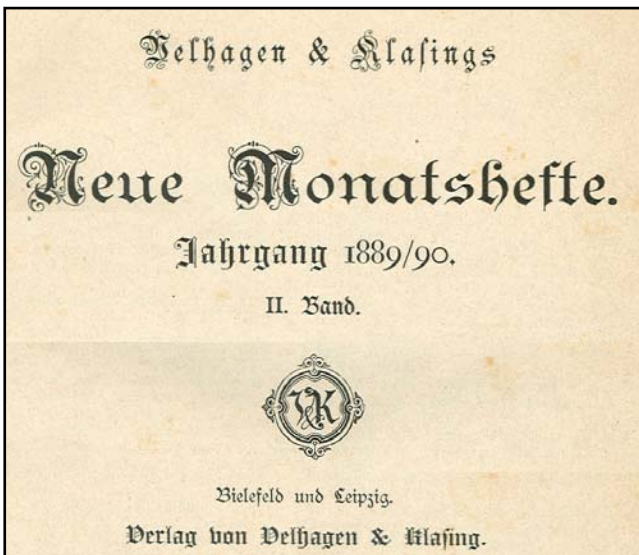 Velhagen & Klasings
Neue Monatshefte.
Jahrgang 1889/90.
II. Band.
V&K
Bielefeld und Leipzig.
Verlag von Velhagen & Klasing.